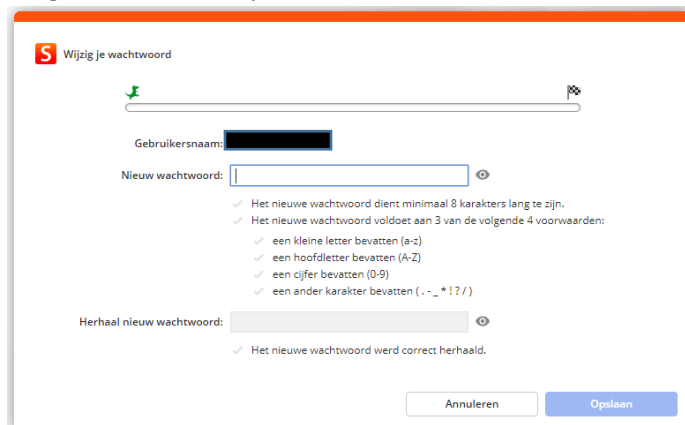 S Wijzig je wachtwoord
Gebruikersnaam:
Nieuw wachtwoord:
Het nieuwe wachtwoord dient minimaal 8 karakters lang te zijn.
Het nieuwe wachtwoord voldoet aan 3 van de volgende 4 voorwaarden:
een kleine letter bevatten (a-z)
een hoofdletter bevatten (A-Z)
een cijfer bevatten (0-9)
een ander karakter bevatten ( . - _ * ! ? / )
Herhaal nieuw wachtwoord:
Het nieuwe wachtwoord werd correct herhaald.
Annuleren Opslaan